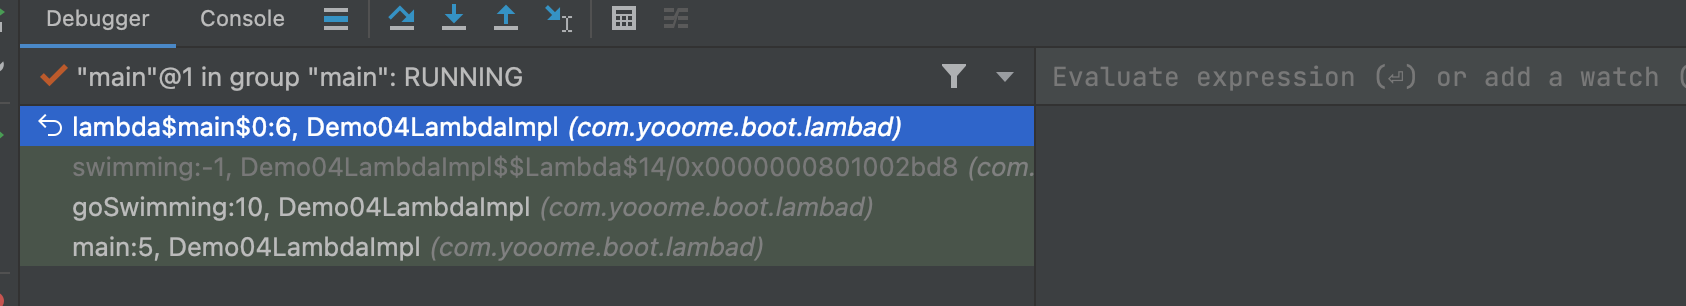 Debugger Console
"main"@1 in group "main": RUNNING
Evaluate expression (⏎) or add a watch (
lambda$main$0:6, Demo04LambdaImpl (com.yooome.boot.lambad)
swimming:-1, Demo04LambdaImpl$$Lambda$14/0x0000000801002bd8 (com.
goSwimming:10, Demo04LambdaImpl (com.yooome.boot.lambad)
main:5, Demo04LambdaImpl (com.yooome.boot.lambad)